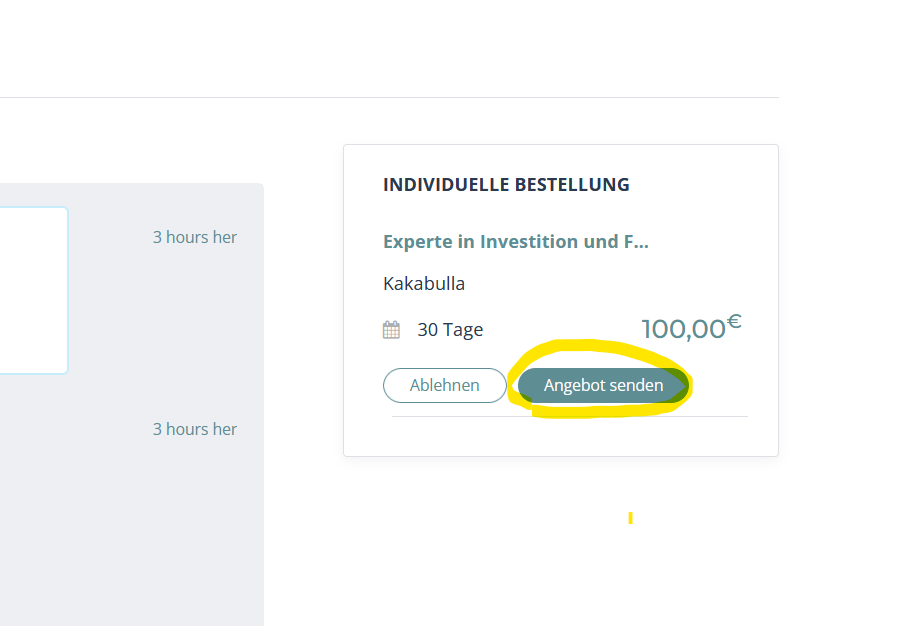 3 hours her
3 hours her
INDIVIDUELLE BESTELLUNG
Experte in Investition und F...
Kakabulla
30 Tage
100,00€
Ablehnen
Angebot senden